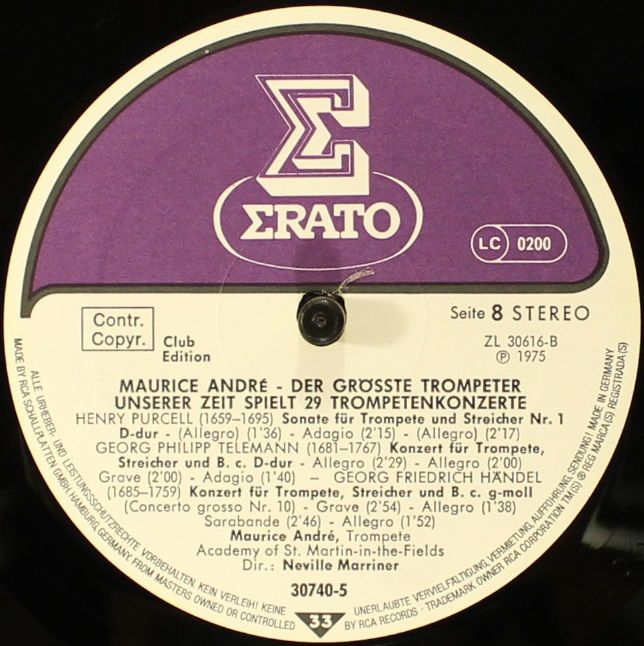 ΣRATO
LC 0200
Contr.
Copyr.
Club
Edition
Seite 8 STEREO
ZL 30616-B
Ⓟ 1975
MAURICE ANDRÉ - DER GRÖSSTE TROMPETER
UNSERER ZEIT SPIELT 29 TROMPETENKONZERTE
HENRY PURCELL (1659–1695) Sonate für Trompete und Streicher Nr. 1
D-dur - (Allegro) (1'36) - Adagio (2'15) - (Allegro) (2'17)
GEORG PHILIPP TELEMANN (1681–1767) Konzert für Trompete,
Streicher und B. c. D-dur - Allegro (2'29) - Allegro (2'00)
Grave (2'00) - Adagio (1'40) – GEORG FRIEDRICH HÄNDEL
(1685–1759) Konzert für Trompete, Streicher und B. c. g-moll
(Concerto grosso Nr. 10) - Grave (2'54) - Allegro (1'38)
Sarabande (2'46) - Allegro (1'52)
Maurice André, Trompete
Academy of St. Martin-in-the-Fields
Dir.: Neville Marriner
30740-5
33
ALLE URHEBER- UND LEISTUNGSSCHUTZRECHTE VORBEHALTEN. KEIN VERLEIH! KEINE UNERLAUBTE VERVIELFÄLTIGUNG, VERMIETUNG, AUFFÜHRUNG, SENDUNG! MADE IN GERMANY
MADE BY RCA SCHALLPLATTEN GMBH, HAMBURG, GERMANY, FROM MASTERS OWNED OR CONTROLLED BY RCA RECORDS · TRADEMARK OWNER RCA CORPORATION TM(S) ® REG. MARCA(S) REGISTRADA(S)